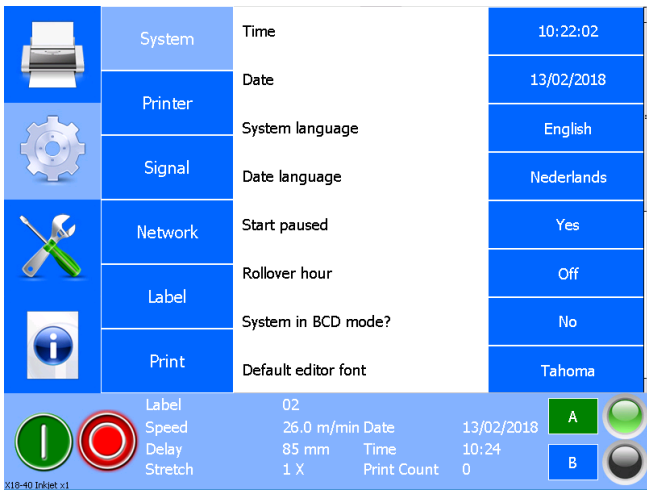 System
Printer
Signal
Network
Label
Print
Time 10:22:02
Date 13/02/2018
System language English
Date language Nederlands
Start paused Yes
Rollover hour Off
System in BCD mode? No
Default editor font Tahoma
Label 02
Speed 26.0 m/min Date 13/02/2018
Delay 85 mm Time 10:24
Stretch 1 X Print Count 0
A
B
X18-40 Inkjet x1